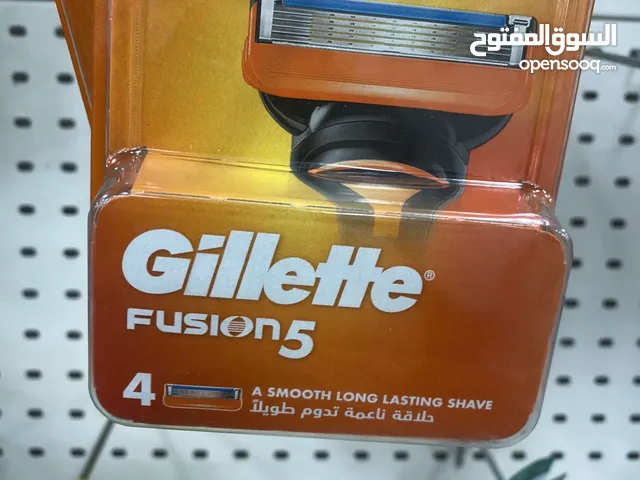 السوق المفتوح
opensooq.com
Gillette®
FUSION5
4
A SMOOTH LONG LASTING SHAVE
حلاقة ناعمة تدوم طويلاً